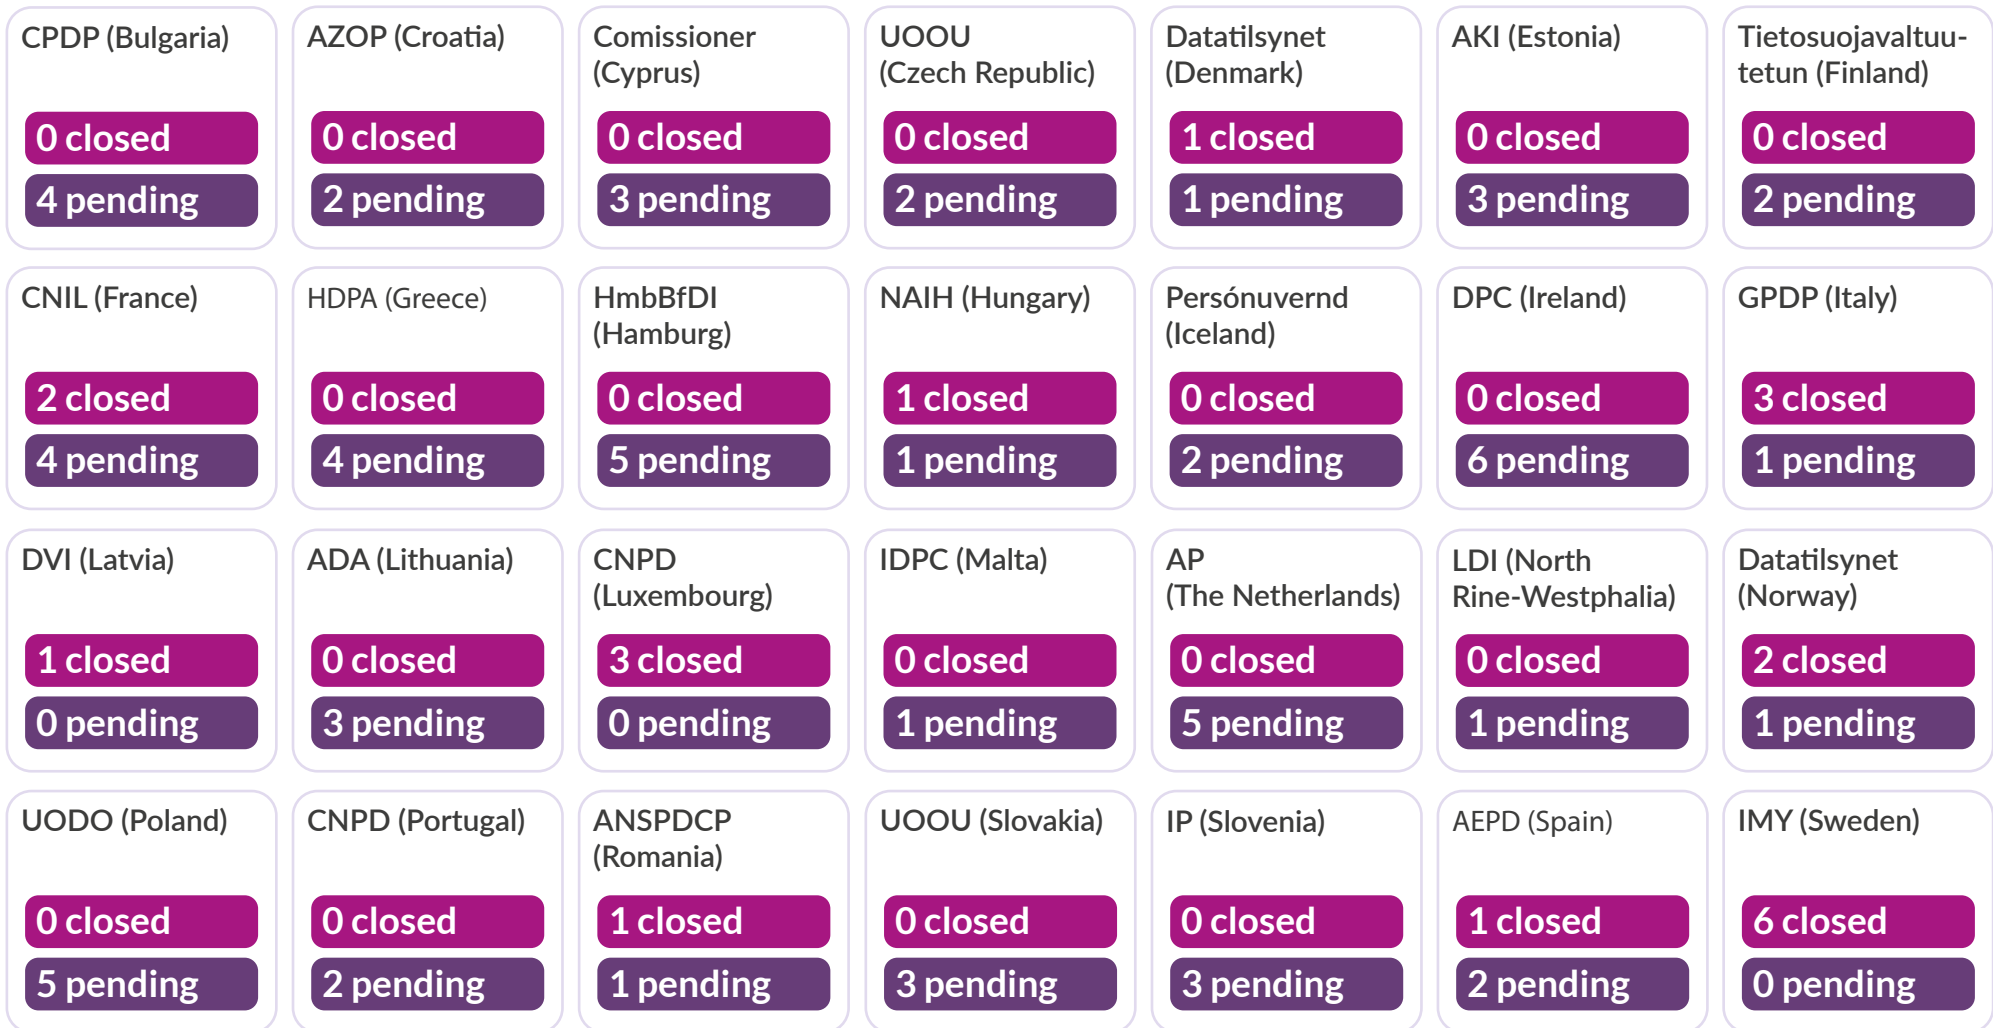 CPDP (Bulgaria)
0 closed
4 pending
AZOP (Croatia)
0 closed
2 pending
Comissioner
(Cyprus)
0 closed
3 pending
UOOU
(Czech Republic)
0 closed
2 pending
Datatilsynet
(Denmark)
1 closed
1 pending
AKI (Estonia)
0 closed
3 pending
Tietosuojavaltuu-
tetun (Finland)
0 closed
2 pending
CNIL (France)
2 closed
4 pending
HDPA (Greece)
0 closed
4 pending
HmbBfDI
(Hamburg)
0 closed
5 pending
NAIH (Hungary)
1 closed
1 pending
Persónuvernd
(Iceland)
0 closed
2 pending
DPC (Ireland)
0 closed
6 pending
GPDP (Italy)
3 closed
1 pending
DVI (Latvia)
1 closed
0 pending
ADA (Lithuania)
0 closed
3 pending
CNPD
(Luxembourg)
3 closed
0 pending
IDPC (Malta)
0 closed
1 pending
AP
(The Netherlands)
0 closed
5 pending
LDI (North
Rine-Westphalia)
0 closed
1 pending
Datatilsynet
(Norway)
2 closed
1 pending
UODO (Poland)
0 closed
5 pending
CNPD (Portugal)
0 closed
2 pending
ANSPDCP
(Romania)
1 closed
1 pending
UOOU (Slovakia)
0 closed
3 pending
IP (Slovenia)
0 closed
3 pending
AEPD (Spain)
1 closed
2 pending
IMY (Sweden)
6 closed
0 pending